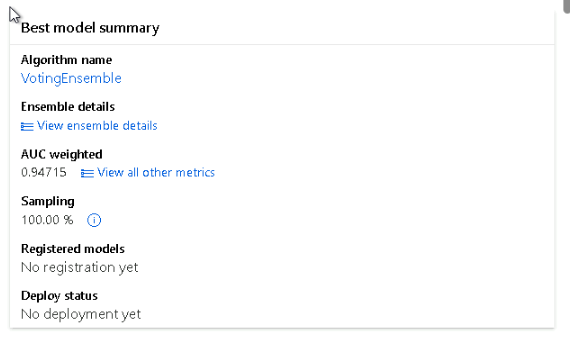 Best model summary
Algorithm name
VotingEnsemble
Ensemble details
View ensemble details
AUC weighted
0.94715 View all other metrics
Sampling
100.00 %
Registered models
No registration yet
Deploy status
No deployment yet